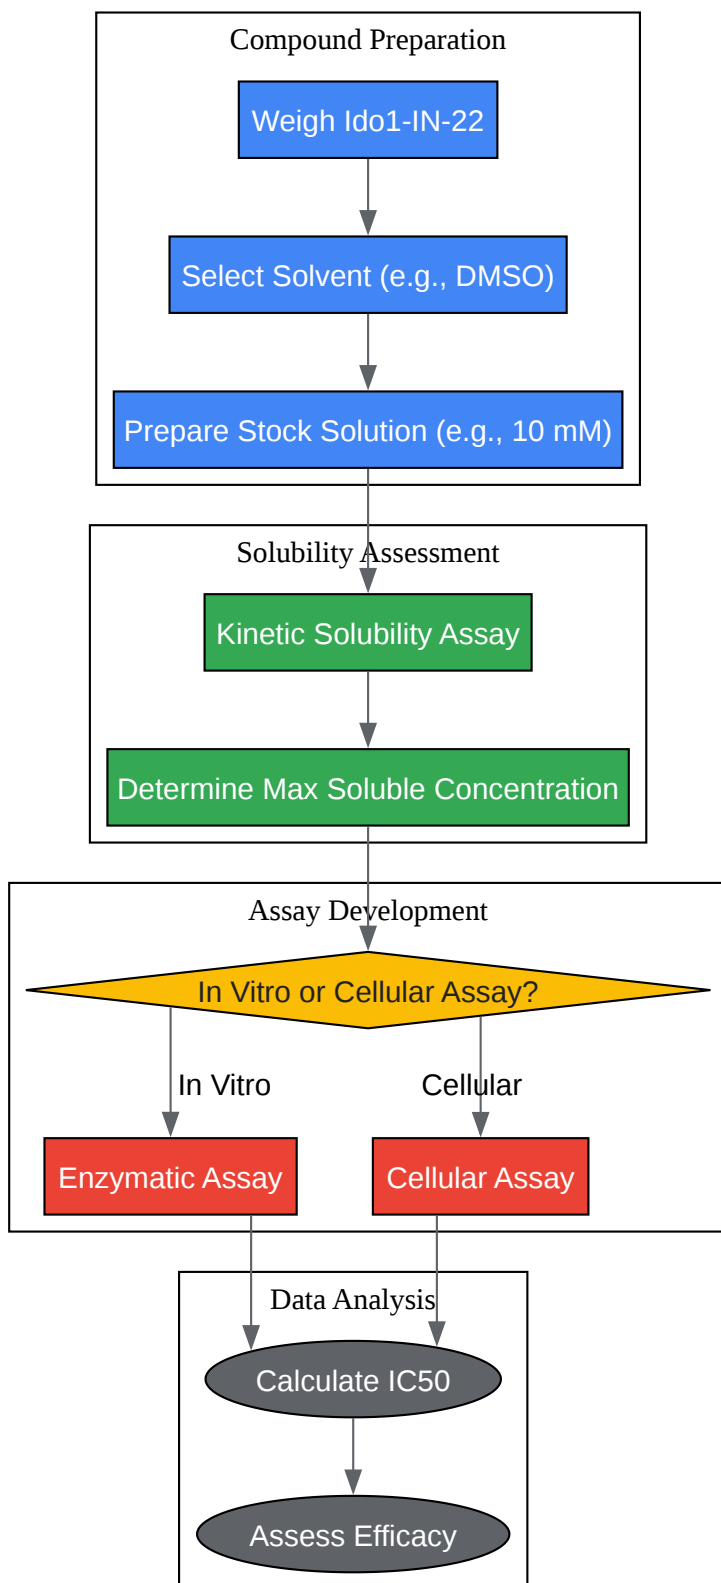 Compound Preparation
Weigh Ido1-IN-22
Select Solvent (e.g., DMSO)
Prepare Stock Solution (e.g., 10 mM)
Solubility Assessment
Kinetic Solubility Assay
Determine Max Soluble Concentration
Assay Development
In Vitro or Cellular Assay?
In Vitro
Cellular
Enzymatic Assay
Cellular Assay
Data Analysis
Calculate IC50
Assess Efficacy